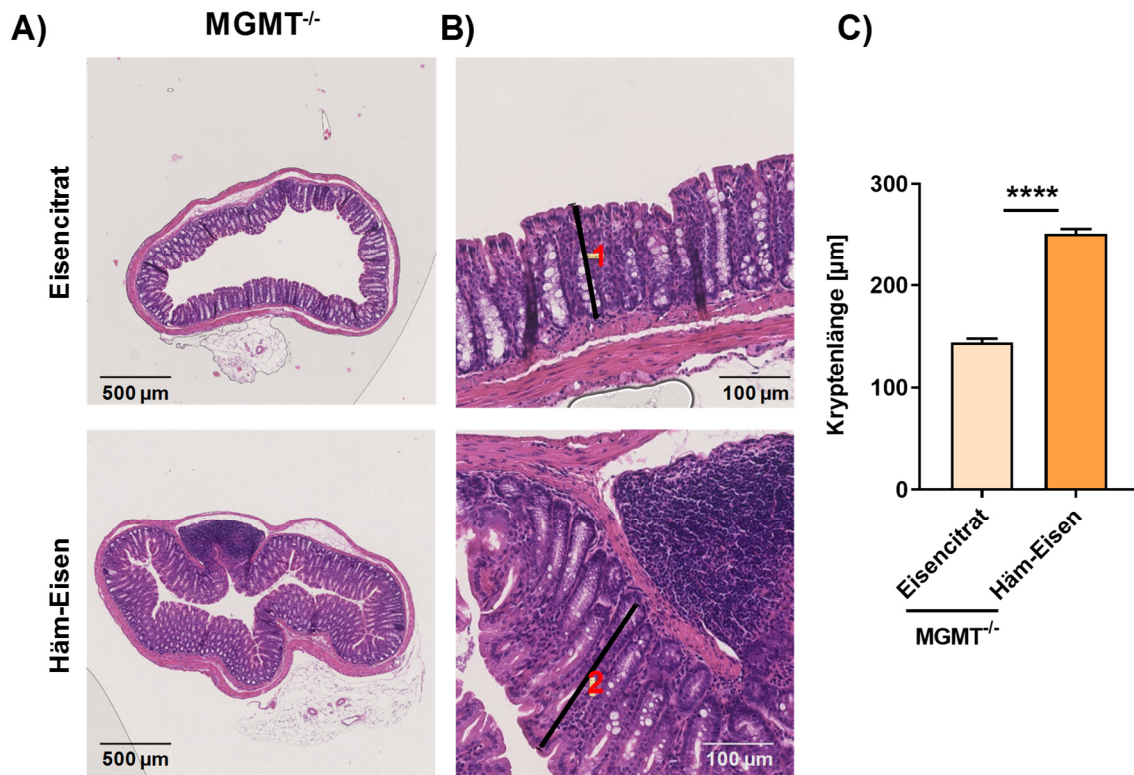 A)
MGMT-/-
B)
C)
Eisencitrat
500 µm
1
100 µm
Häm-Eisen
500 µm
2
100 µm
Kryptenlänge [µm]
300
200
100
0
****
Eisencitrat
Häm-Eisen
MGMT-/-